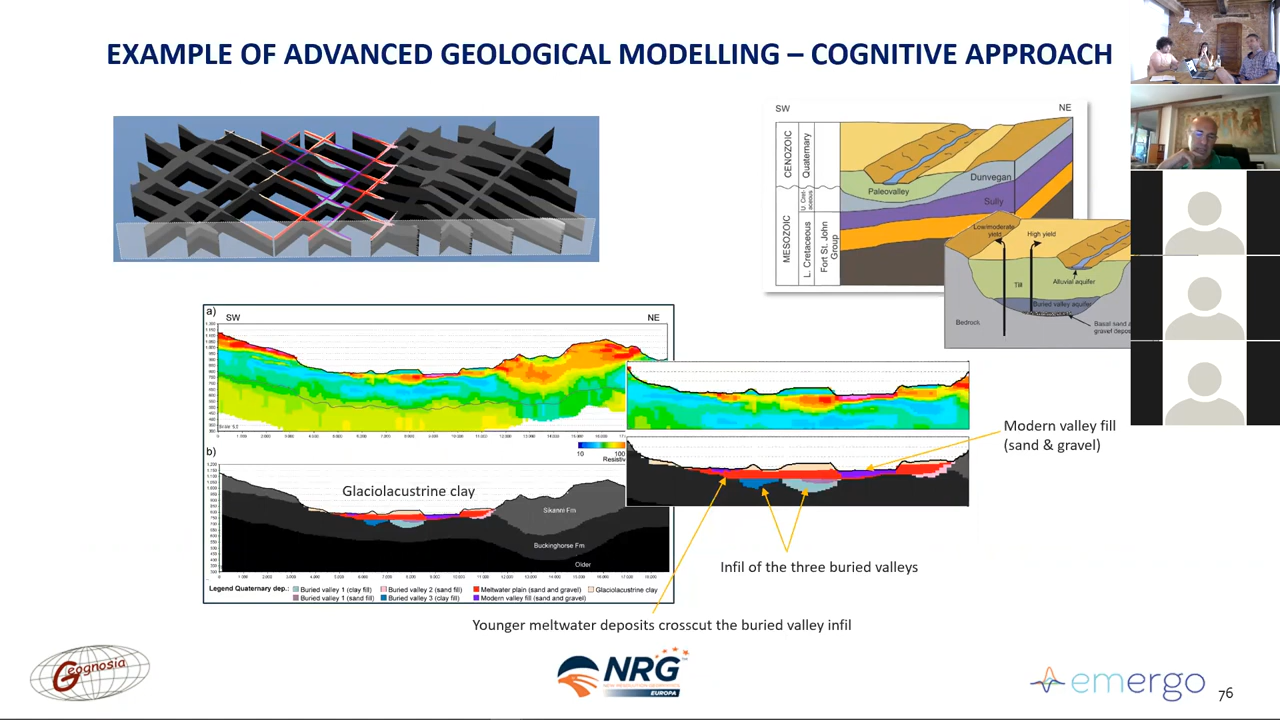 EXAMPLE OF ADVANCED GEOLOGICAL MODELLING – COGNITIVE APPROACH
SW
NE
CENOZOIC
Quaternary
MESOZOIC
L. Cretaceous
Fort St. John
Group
Paleovalley
Dunvegan
Sully
Low/moderate
yield
High yield
Till
Alluvial aquifer
Buried valley aquifer
Bedrock
Basal sand
gravel
a)
SW
NE
10
100
Resistiv
b)
Glaciolacustrine clay
Sikanni Fm
Buckinghorse Fm
Older
Legend Quaternary dep.:
Buried valley 1 (clay fill)
Buried valley 2 (sand fill)
Meltwater plain (sand and gravel)
Glaciolacustrine clay
Buried valley 1 (sand fill)
Buried valley 3 (clay fill)
Modern valley fill (sand and gravel)
Modern valley fill
(sand & gravel)
Infil of the three buried valleys
Younger meltwater deposits crosscut the buried valley infil
Geognosia
NRG
EUROPA
emergo
76